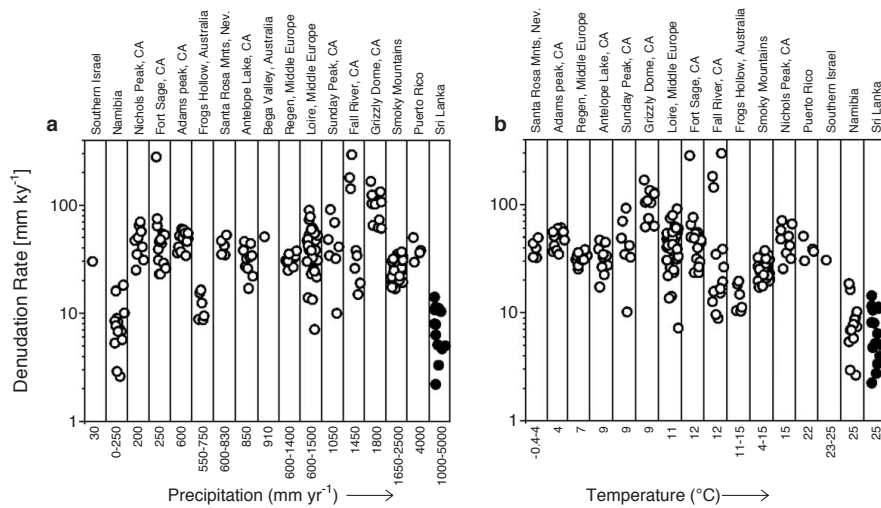 a
Southern Israel
Namibia
Nichols Peak, CA
Fort Sage, CA
Adams peak, CA
Frogs Hollow, Australia
Santa Rosa Mnts, Nev.
Antelope Lake, CA
Bega Valley, Australia
Regen, Middle Europe
Loire, Middle Europe
Sunday Peak, CA
Fall River, CA
Grizzly Dome, CA
Smoky Mountains
Puerto Rico
Sri Lanka
Denudation Rate [mm ky⁻¹]
100
10
1
30
0-250
200
250
600
550-750
600-830
850
910
600-1400
600-1500
1050
1450
1800
1650-2500
4000
1000-5000
Precipitation (mm yr⁻¹)
b
Santa Rosa Mnts, Nev.
Adams peak, CA
Regen, Middle Europe
Antelope Lake, CA
Sunday Peak, CA
Grizzly Dome, CA
Loire, Middle Europe
Fort Sage, CA
Fall River, CA
Frogs Hollow, Australia
Smoky Mountains
Nichols Peak, CA
Puerto Rico
Southern Israel
Namibia
Sri Lanka
100
10
1
-0.4-4
4
7
9
9
9
11
12
12
11-15
4-15
15
22
23-25
25
25
Temperature (°C)